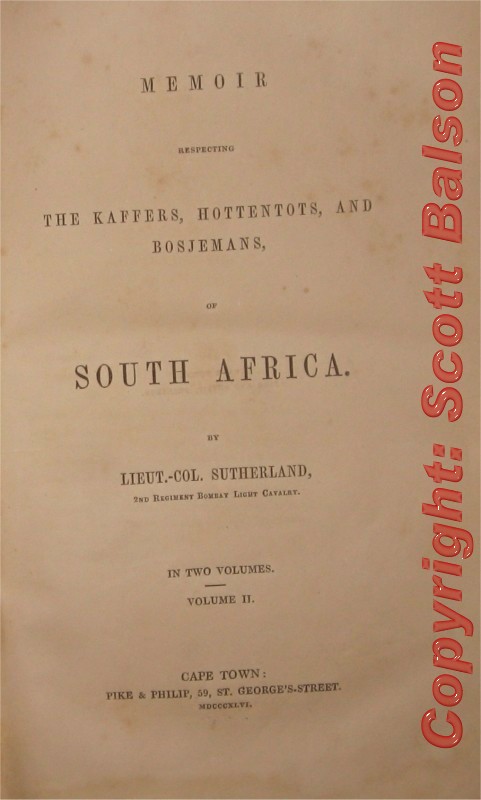 MEMOIR
RESPECTING
THE KAFFERS, HOTTENTOTS, AND
BOSJEMANS,
OF
SOUTH AFRICA.
BY
LIEUT.-COL. SUTHERLAND,
2ND REGIMENT BOMBAY LIGHT CAVALRY.
IN TWO VOLUMES.
VOLUME II.
CAPE TOWN:
PIKE & PHILIP, 59, ST. GEORGE'S-STREET.
MDCCCXLVI.
Copyright: Scott Balson